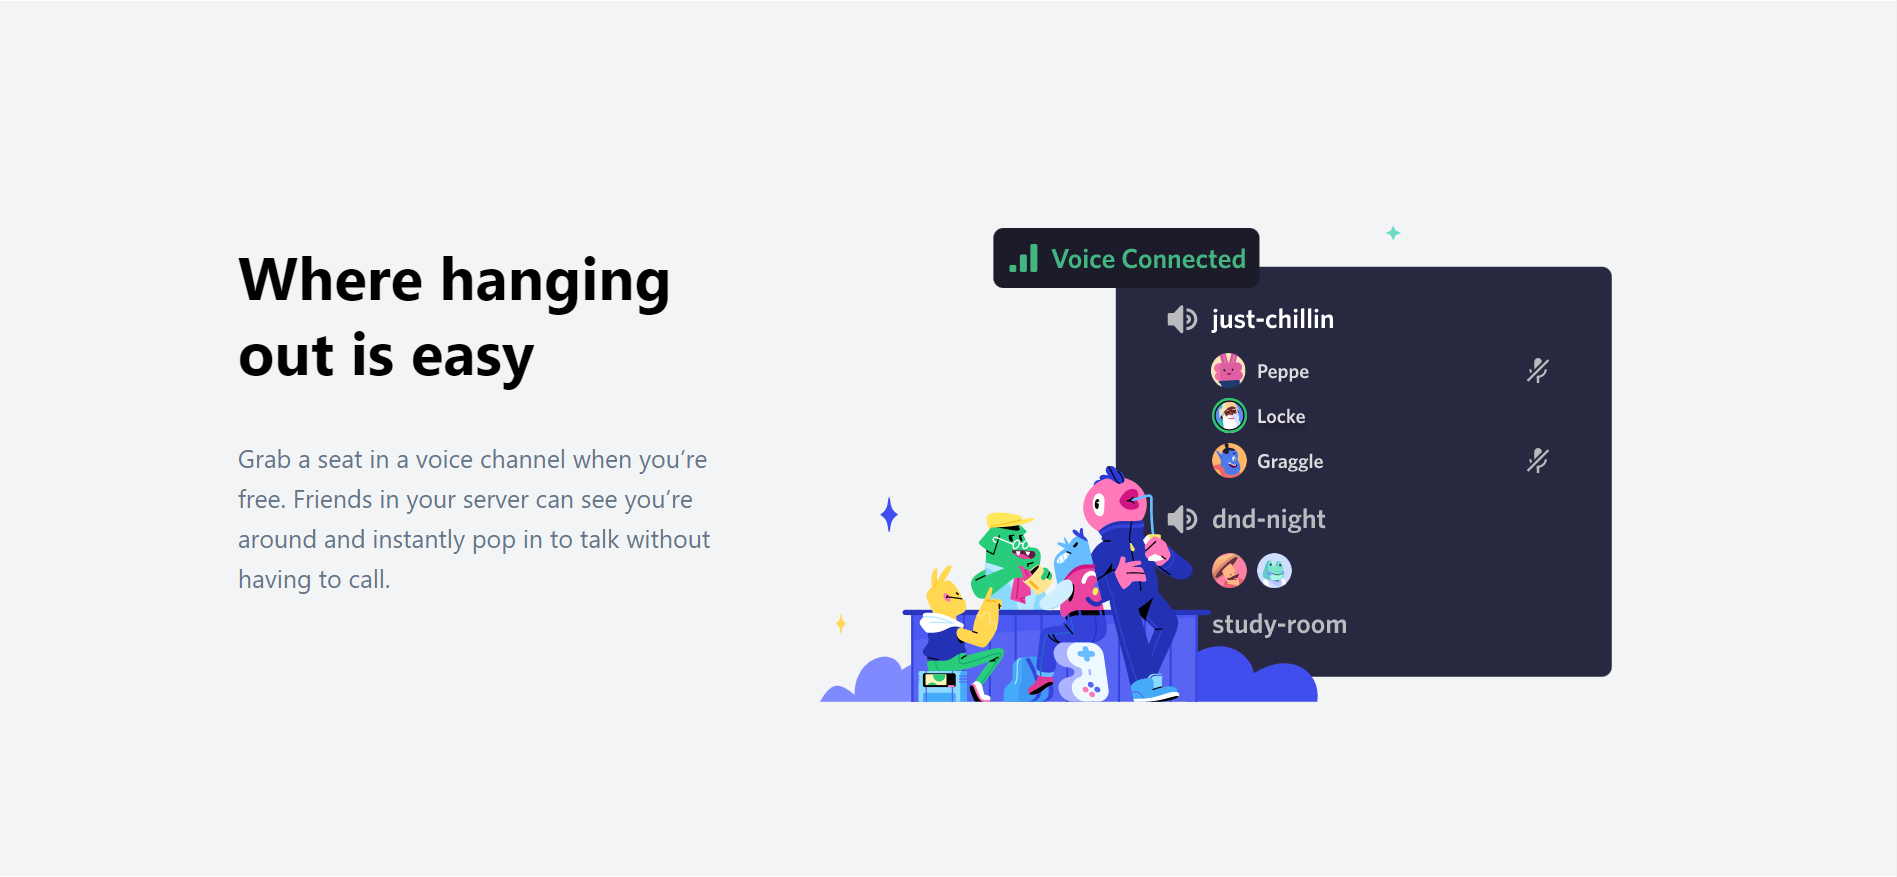 Where hanging
out is easy
Grab a seat in a voice channel when you’re
free. Friends in your server can see you’re
around and instantly pop in to talk without
having to call.
Voice Connected
just-chillin
Peppe
Locke
Graggle
dnd-night
study-room